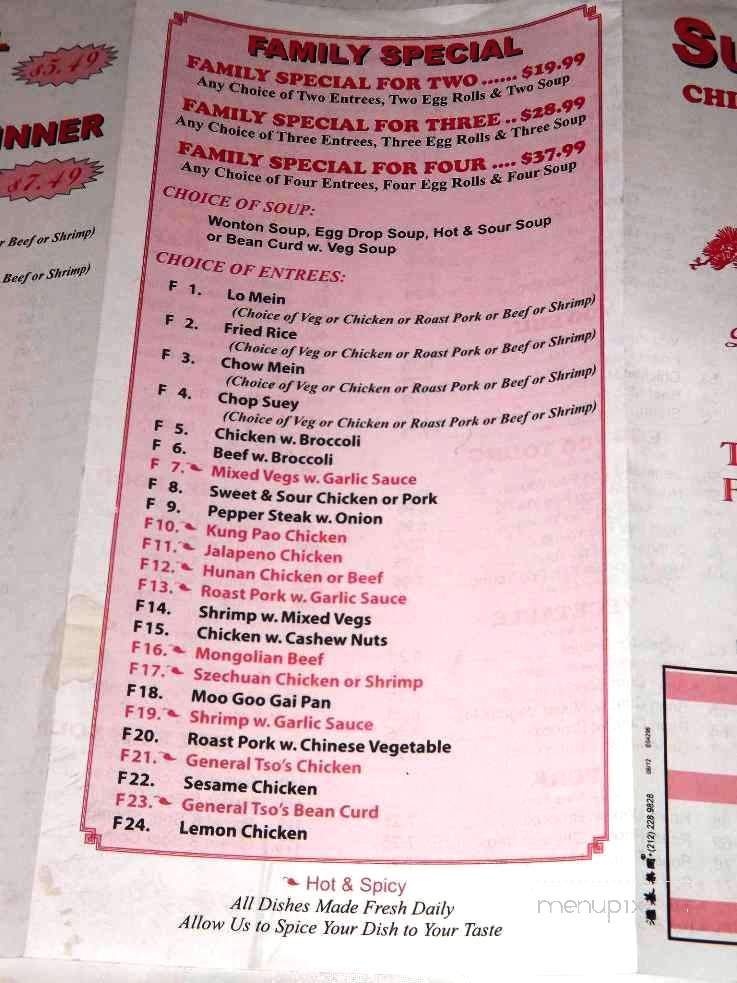 $5.49
INNER
$7.49
r Beef or Shrimp)
Beef or Shrimp)
FAMILY SPECIAL
FAMILY SPECIAL FOR TWO ...... $19.99
Any Choice of Two Entrees, Two Egg Rolls & Two Soup
FAMILY SPECIAL FOR THREE .. $28.99
Any Choice of Three Entrees, Three Egg Rolls & Three Soup
FAMILY SPECIAL FOR FOUR .... $37.99
Any Choice of Four Entrees, Four Egg Rolls & Four Soup
CHOICE OF SOUP:
Wonton Soup, Egg Drop Soup, Hot & Sour Soup
or Bean Curd w. Veg Soup
CHOICE OF ENTREES:
F 1. Lo Mein
(Choice of Veg or Chicken or Roast Pork or Beef or Shrimp)
F 2. Fried Rice
(Choice of Veg or Chicken or Roast Pork or Beef or Shrimp)
F 3. Chow Mein
(Choice of Veg or Chicken or Roast Pork or Beef or Shrimp)
F 4. Chop Suey
(Choice of Veg or Chicken or Roast Pork or Beef or Shrimp)
F 5. Chicken w. Broccoli
F 6. Beef w. Broccoli
F 7. Mixed Vegs w. Garlic Sauce
F 8. Sweet & Sour Chicken or Pork
F 9. Pepper Steak w. Onion
F10. Kung Pao Chicken
F11. Jalapeno Chicken
F12. Hunan Chicken or Beef
F13. Roast Pork w. Garlic Sauce
F14. Shrimp w. Mixed Vegs
F15. Chicken w. Cashew Nuts
F16. Mongolian Beef
F17. Szechuan Chicken or Shrimp
F18. Moo Goo Gai Pan
F19. Shrimp w. Garlic Sauce
F20. Roast Pork w. Chinese Vegetable
F21. General Tso's Chicken
F22. Sesame Chicken
F23. General Tso's Bean Curd
F24. Lemon Chicken
Hot & Spicy
All Dishes Made Fresh Daily
Allow Us to Spice Your Dish to Your Taste
Su
CHI
T
F
(212) 228 9828 08/12
menupix